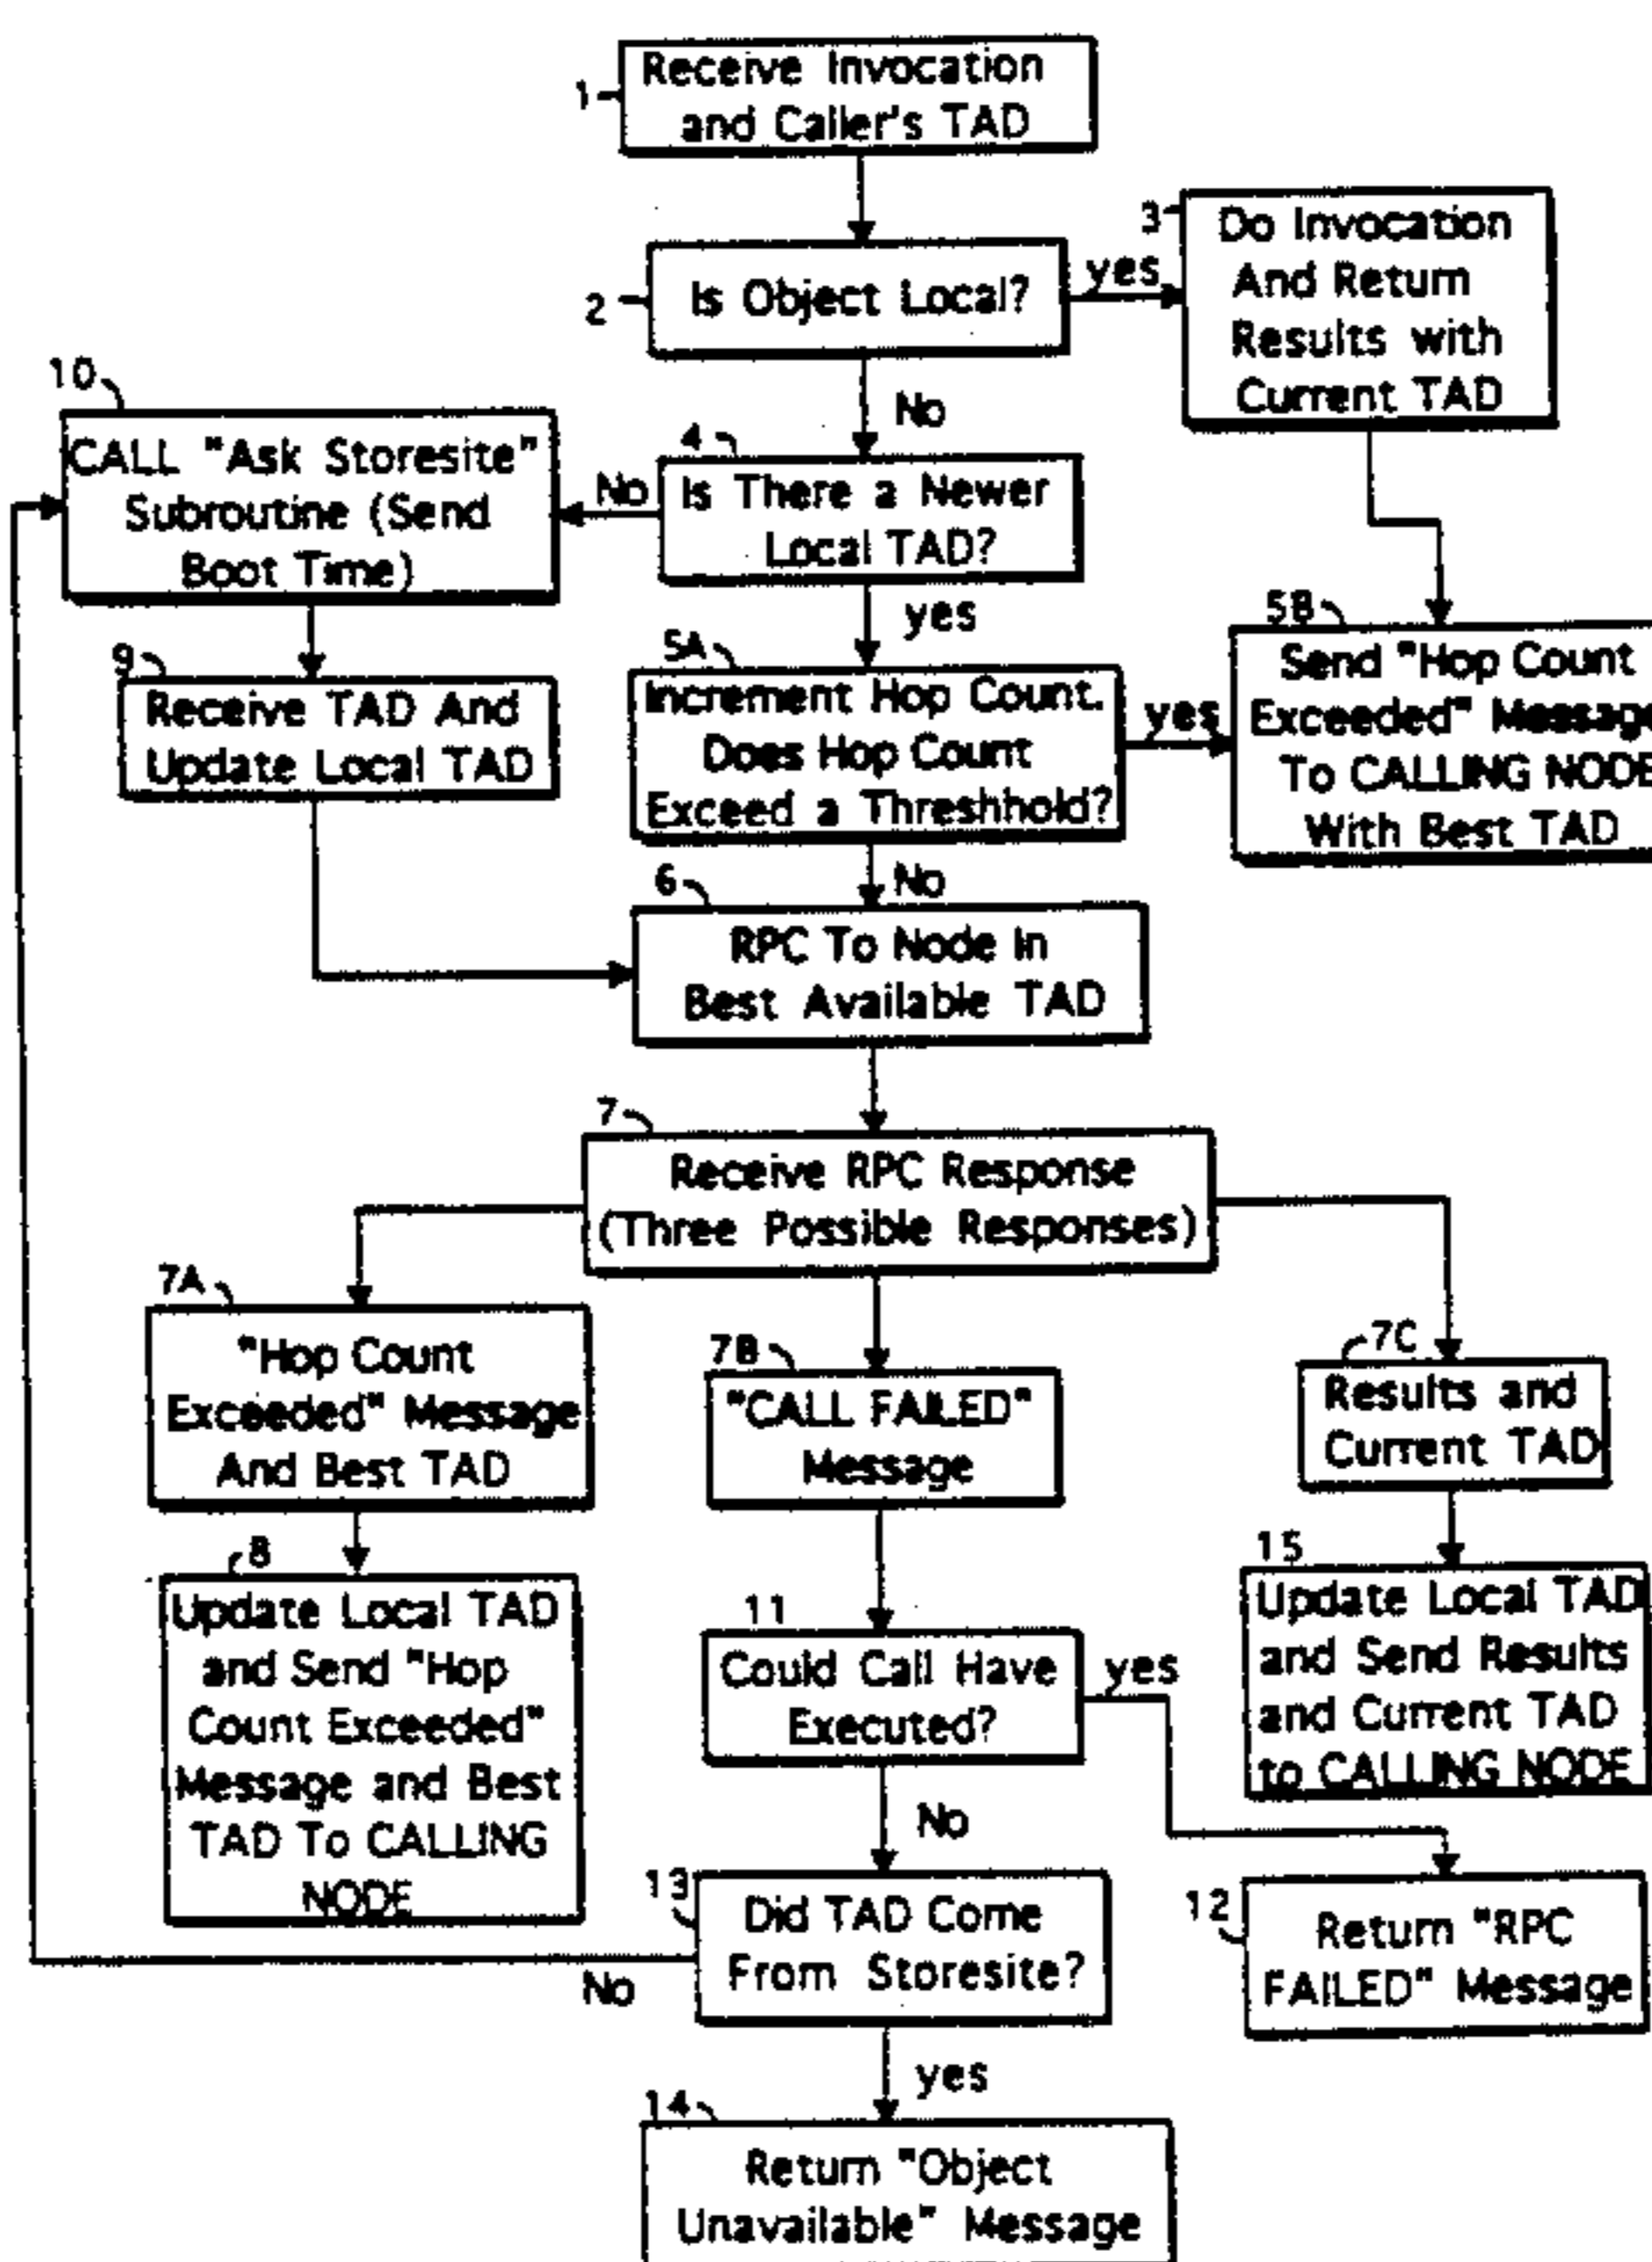 1
Receive Invocation
and Caller's TAD
2
Is Object Local?
yes
3
Do Invocation
And Return
Results with
Current TAD
No
10
CALL "Ask Storesite"
Subroutine (Send
Boot Time)
No
4
Is There a Newer
Local TAD?
yes
9
Receive TAD And
Update Local TAD
5A
Increment Hop Count.
Does Hop Count
Exceed a Threshhold?
yes
5B
Send "Hop Count
Exceeded" Message
To CALLING NODE
With Best TAD
No
6
RPC To Node In
Best Available TAD
7
Receive RPC Response
(Three Possible Responses)
7A
"Hop Count
Exceeded" Message
And Best TAD
7B
"CALL FAILED"
Message
7C
Results and
Current TAD
8
Update Local TAD
and Send "Hop
Count Exceeded"
Message and Best
TAD To CALLING
NODE
11
Could Call Have
Executed?
yes
15
Update Local TAD
and Send Results
and Current TAD
to CALLING NODE
No
13
Did TAD Come
From Storesite?
No
12
Return "RPC
FAILED" Message
yes
14
Return "Object
Unavailable" Message